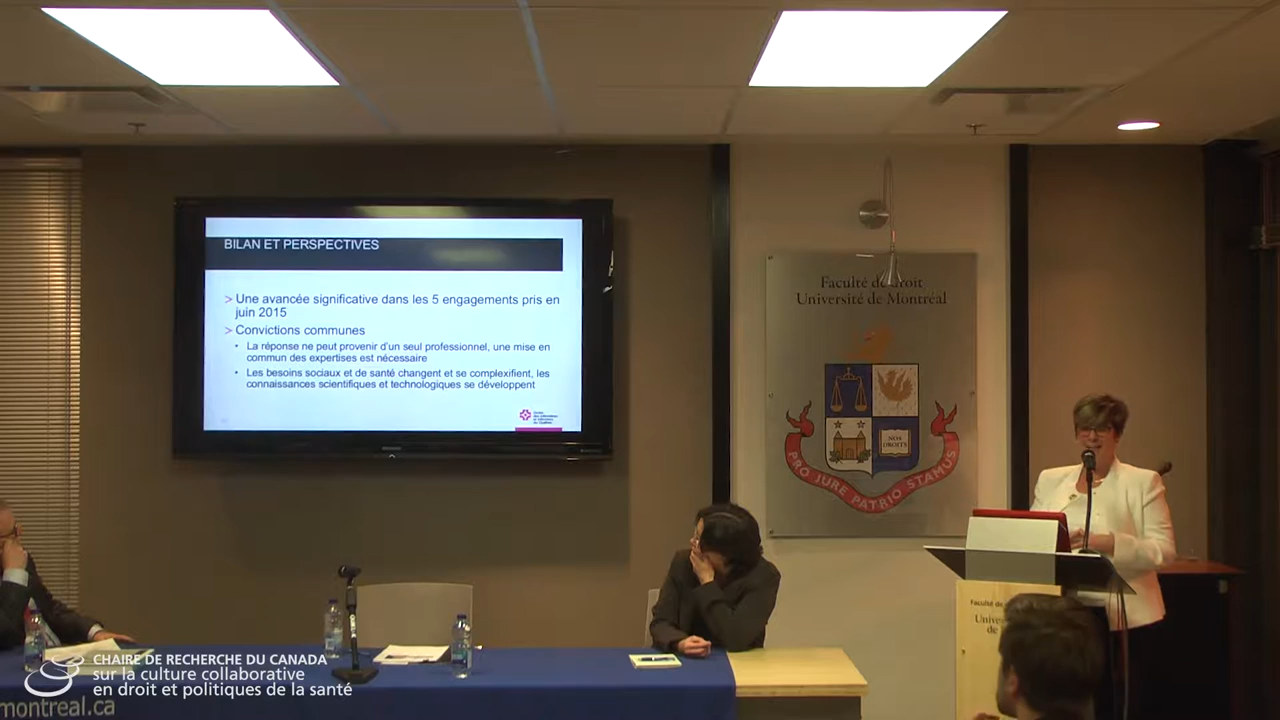 BILAN ET PERSPECTIVES
> Une avancée significative dans les 5 engagements pris en
juin 2015
> Convictions communes
• La réponse ne peut provenir d'un seul professionnel, une mise en
commun des expertises est nécessaire
• Les besoins sociaux et de santé changent et se complexifient, les
connaissances scientifiques et technologiques se développent
Faculté de Droit
Université de Montréal
NOS
DROITS
PRO JURE PATRIO STAMUS
Faculté de
Unive
de
CHAIRE DE RECHERCHE DU CANADA
sur la culture collaborative
en droit et politiques de la santé
montreal.ca